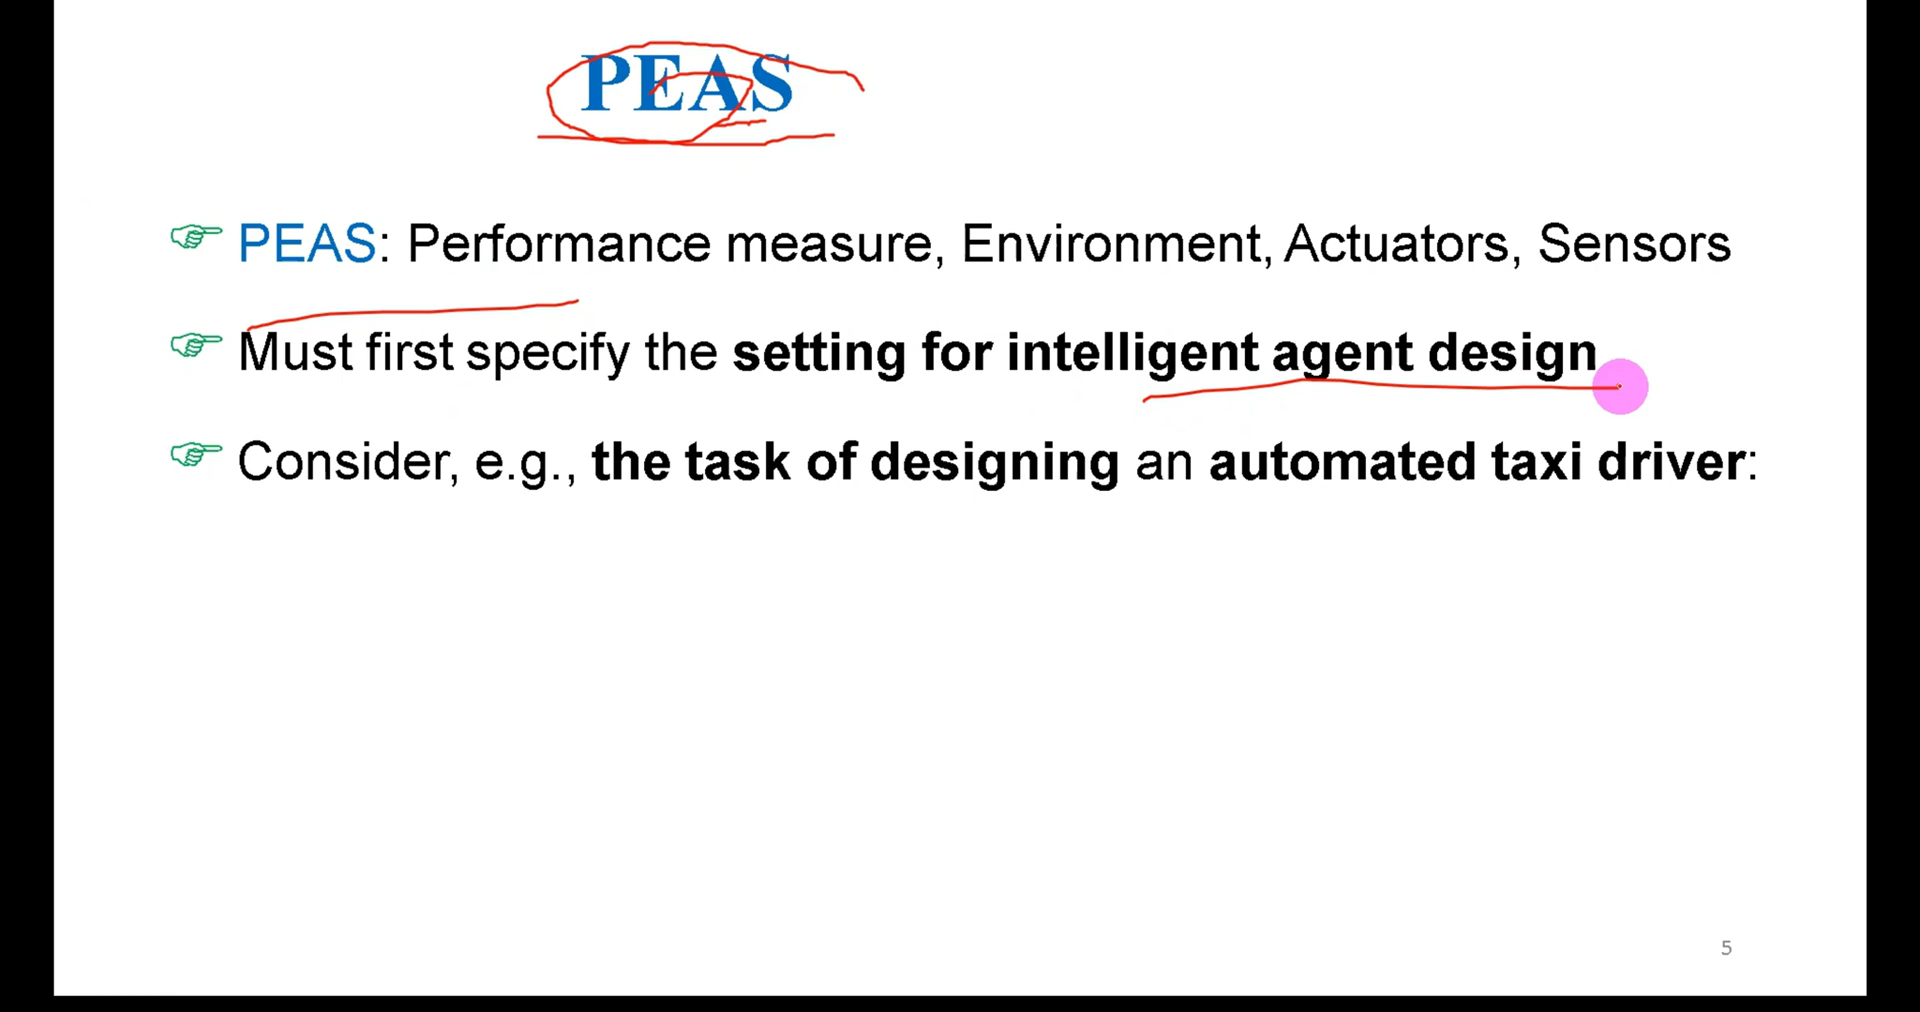 PEAS
PEAS: Performance measure, Environment, Actuators, Sensors
Must first specify the setting for intelligent agent design
Consider, e.g., the task of designing an automated taxi driver:
5